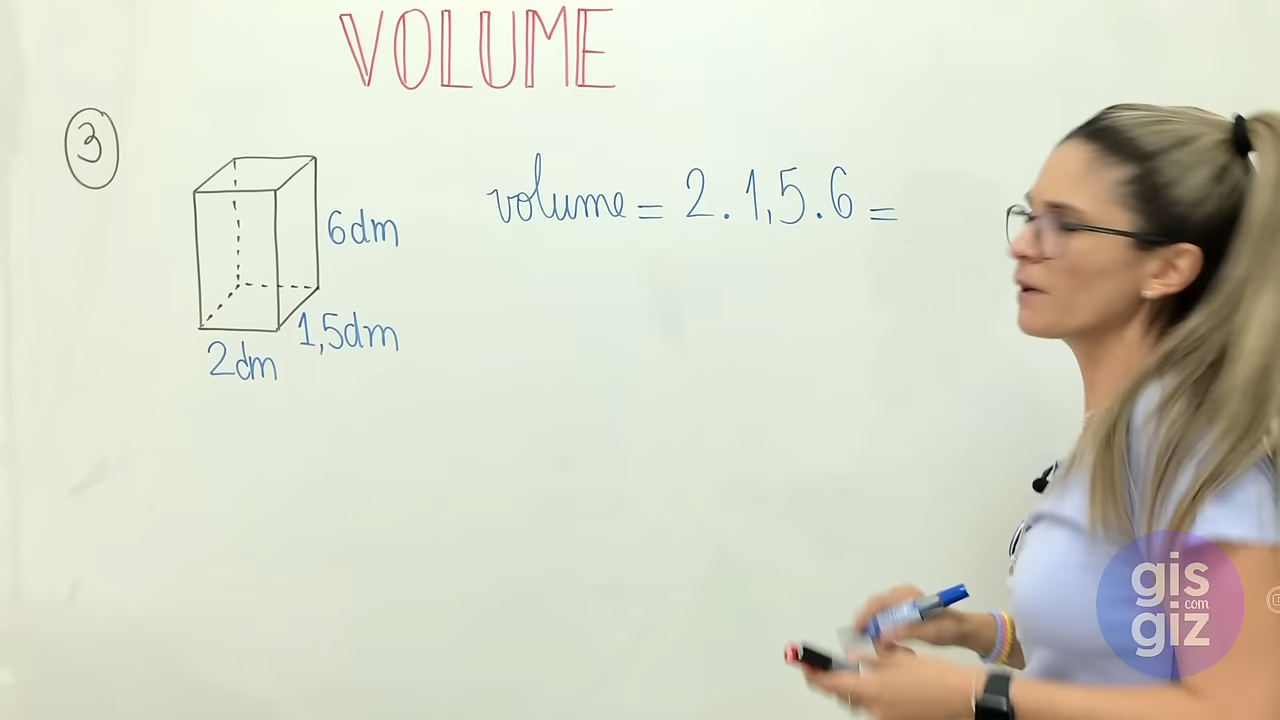 VOLUME
3
volume = 2 . 1,5 . 6 =
6dm
1,5dm
2dm
gis
com
giz